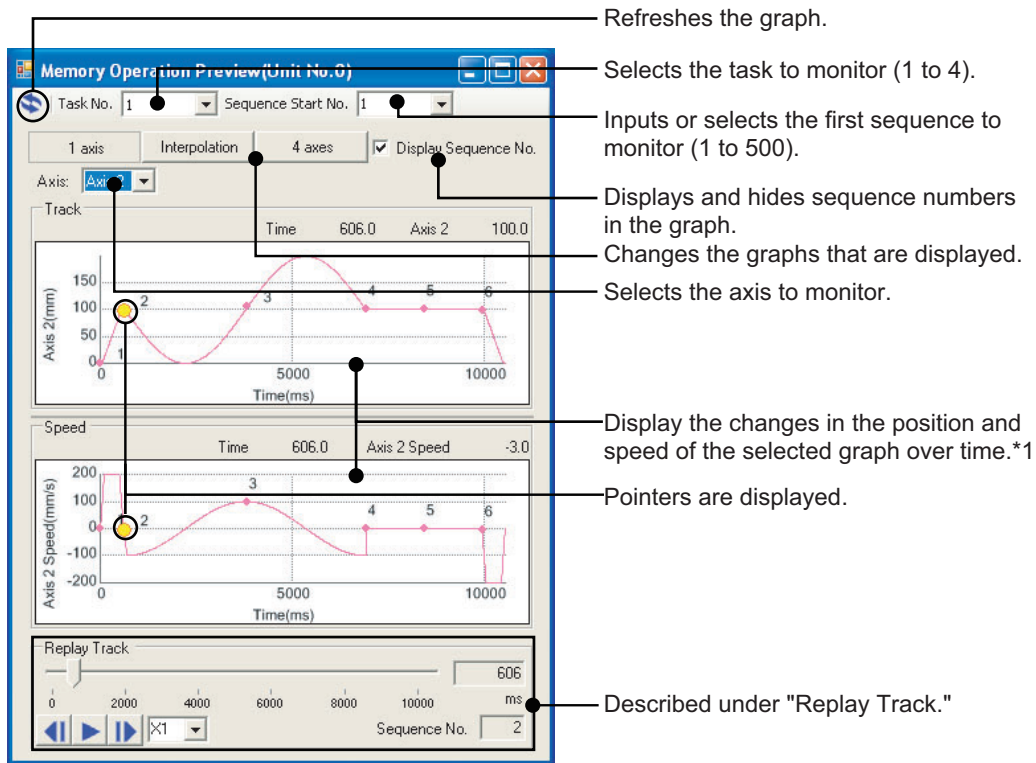 Refreshes the graph.
Memory Operation Preview(Unit No.0)
Selects the task to monitor (1 to 4).
Task No. 1 Sequence Start No. 1
Inputs or selects the first sequence to
monitor (1 to 500).
1 axis Interpolation 4 axes Display Sequence No.
Axis: Axis 2
Displays and hides sequence numbers
in the graph.
Track
Time 606.0 Axis 2 100.0
Changes the graphs that are displayed.
Selects the axis to monitor.
Axis 2(mm)
150
100
50
0
1 2 3 4 5 6
0 5000 10000
Time(ms)
Display the changes in the position and
speed of the selected graph over time.*1
Speed
Time 606.0 Axis 2 Speed -3.0
Pointers are displayed.
Axis 2 Speed(mm/s)
200
100
0
-100
-200
2 3 4 5 6
0 5000 10000
Time(ms)
Replay Track
606
0 2000 4000 6000 8000 10000 ms
Described under "Replay Track."
X1 Sequence No. 2